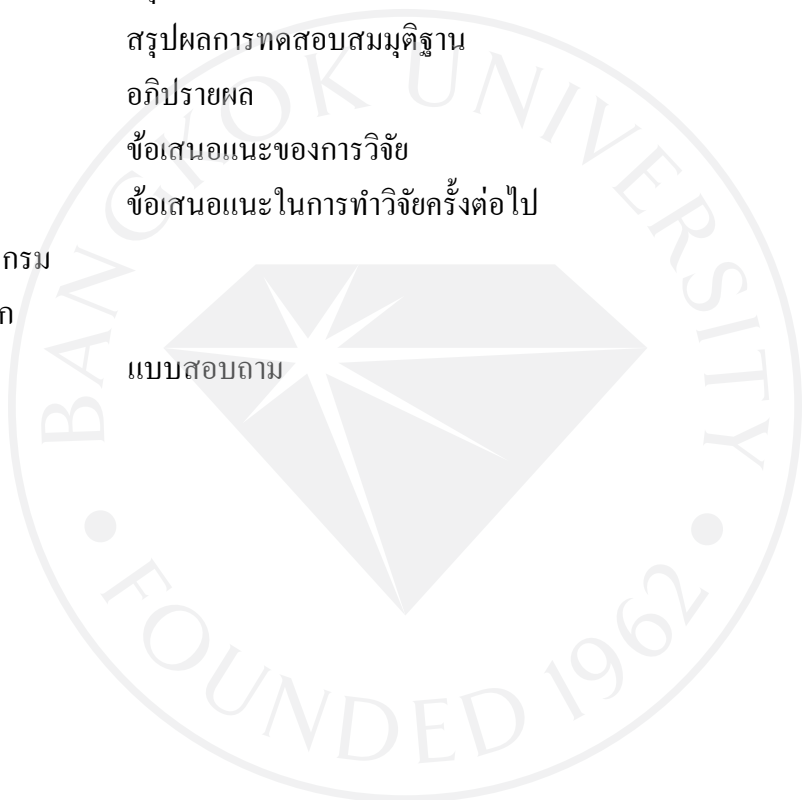 สรุปผลการทดสอบสมมุติฐาน
อภิปรายผล
ข้อเสนอแนะของการวิจัย
ข้อเสนอแนะในการทำวิจัยครั้งต่อไป
กรม
ก
แบบสอบถาม
BANGKOK UNIVERSITY
FOUNDED 1962